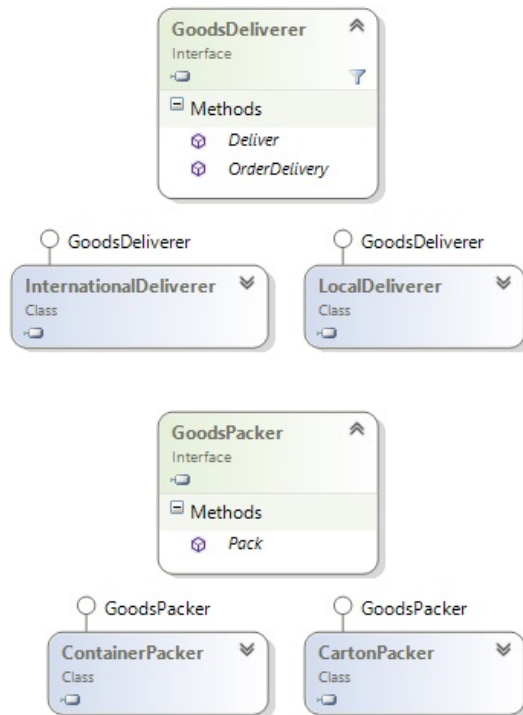 GoodsDeliverer
Interface
Methods
Deliver
OrderDelivery
GoodsDeliverer
GoodsDeliverer
InternationalDeliverer
Class
LocalDeliverer
Class
GoodsPacker
Interface
Methods
Pack
GoodsPacker
GoodsPacker
ContainerPacker
Class
CartonPacker
Class